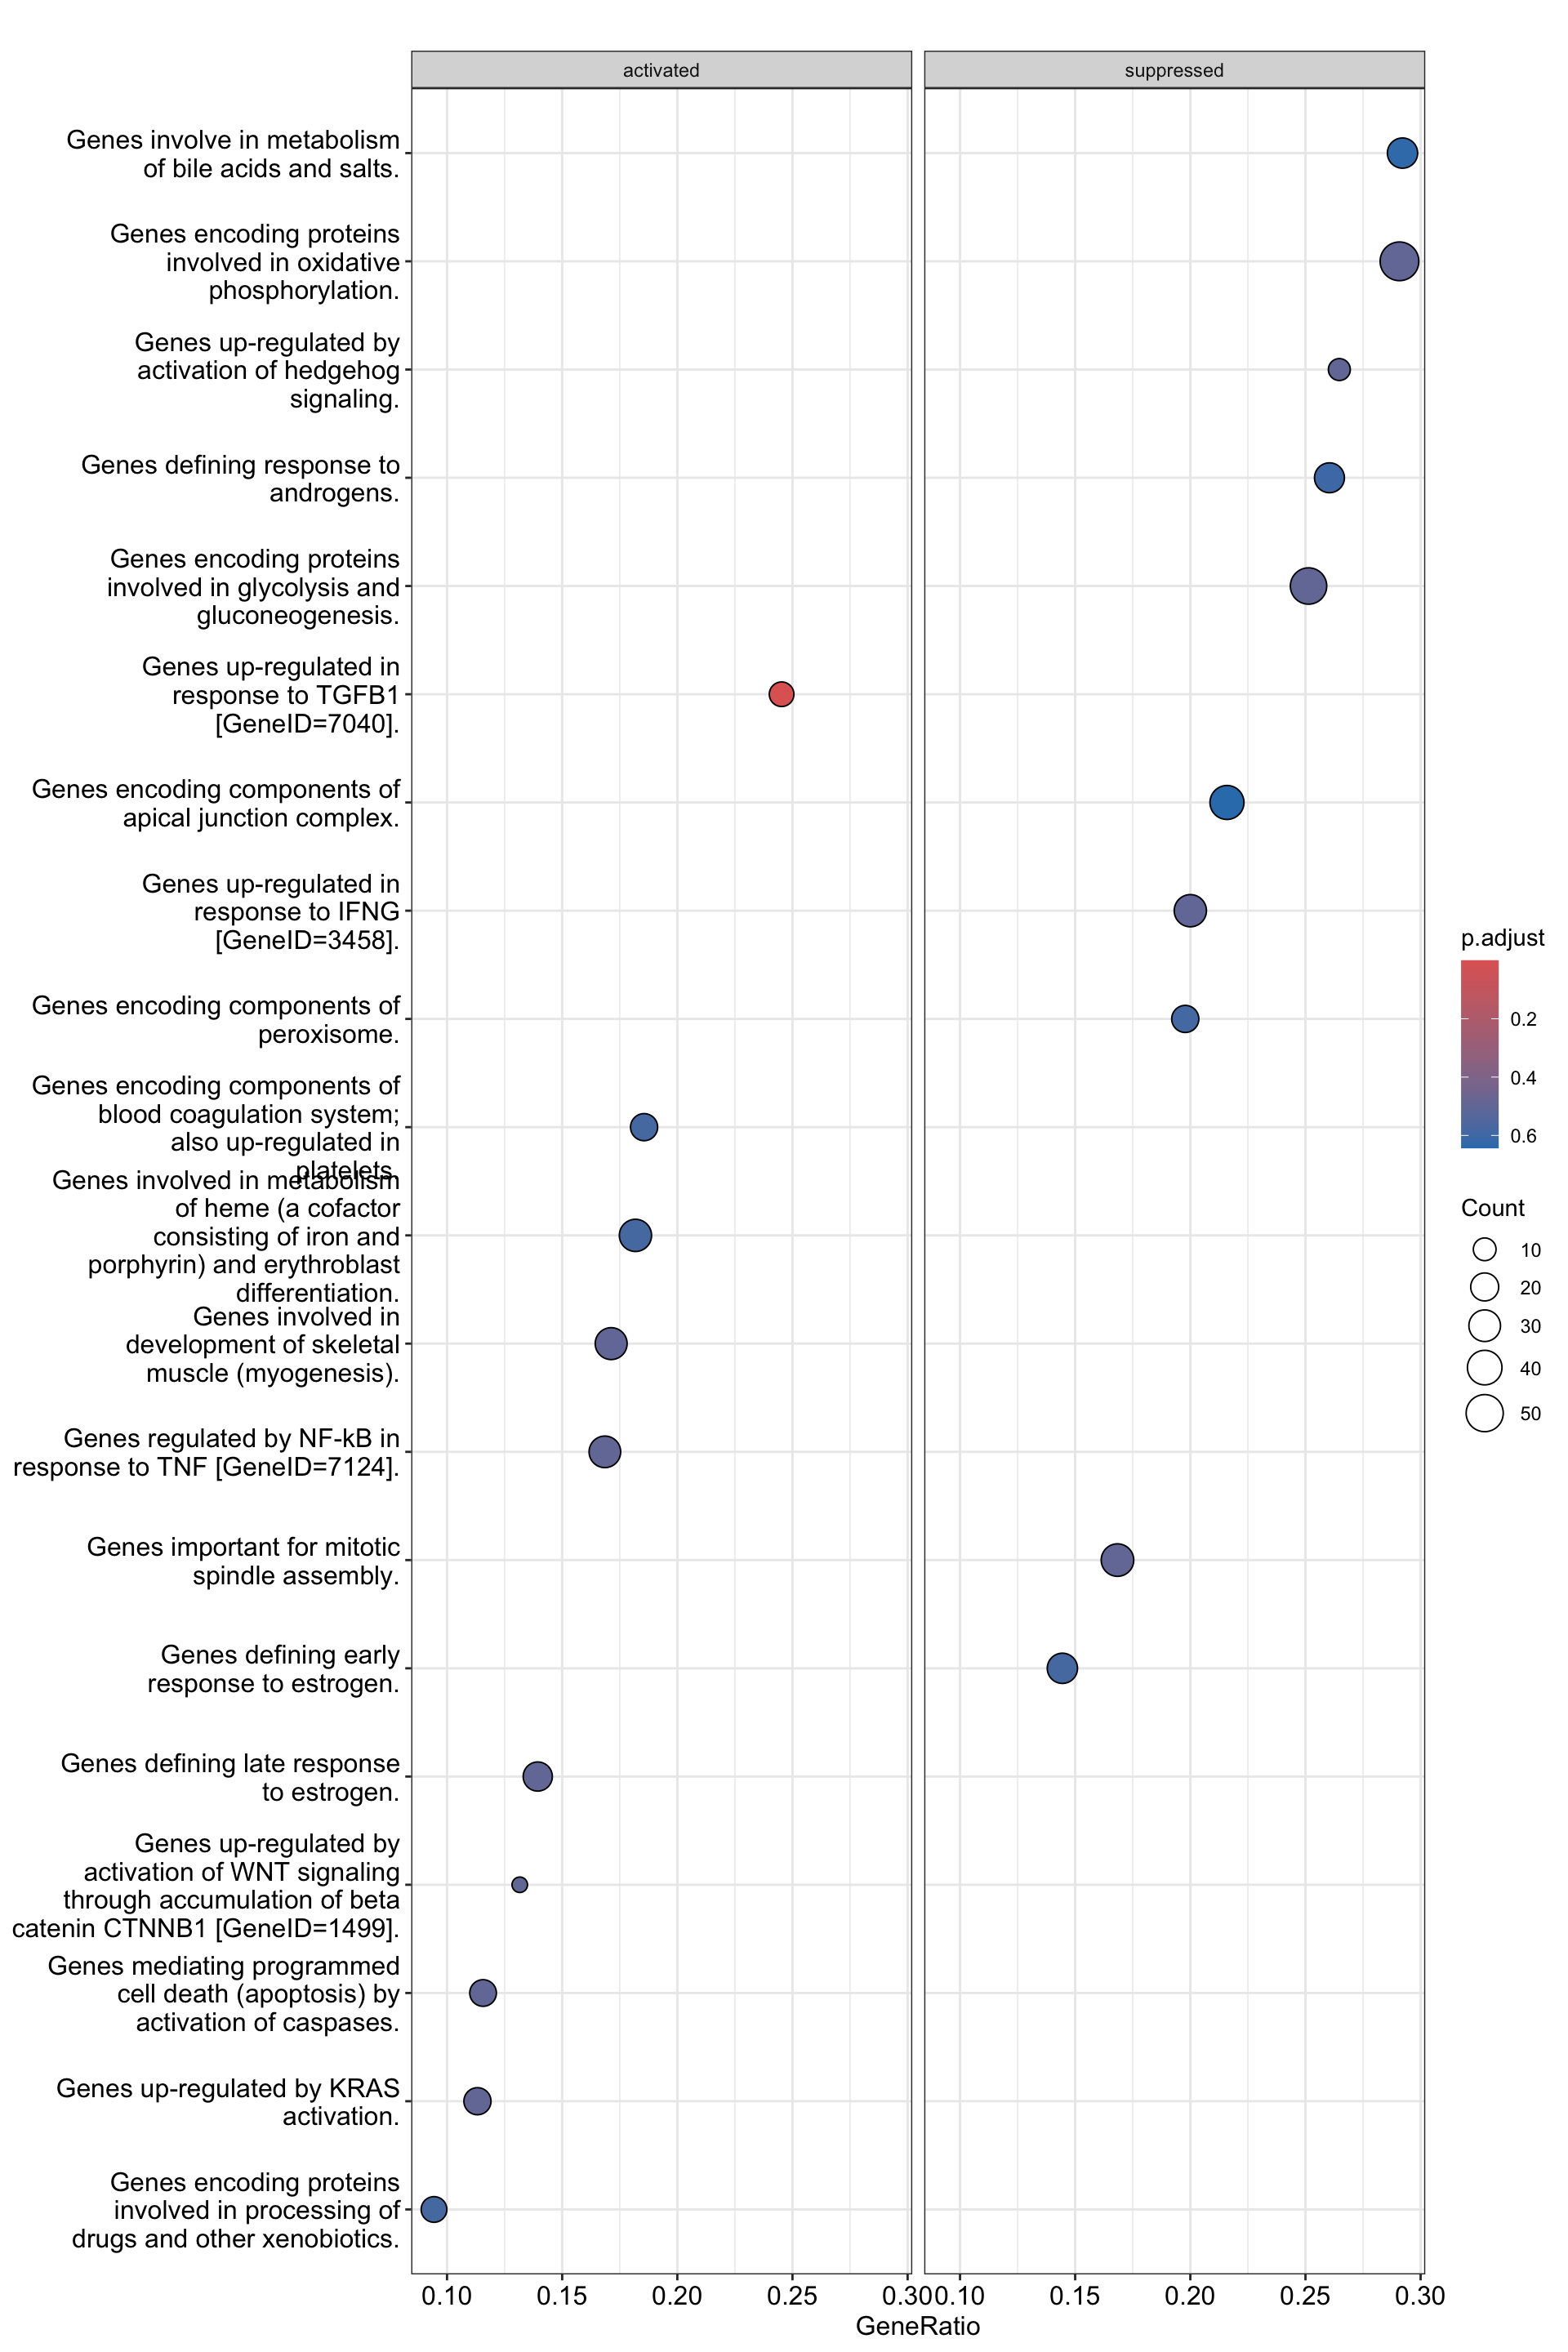 activated
suppressed
Genes involve in metabolism
of bile acids and salts.
Genes encoding proteins
involved in oxidative
phosphorylation.
Genes up-regulated by
activation of hedgehog
signaling.
Genes defining response to
androgens.
Genes encoding proteins
involved in glycolysis and
gluconeogenesis.
Genes up-regulated in
response to TGFB1
[GeneID=7040].
Genes encoding components of
apical junction complex.
Genes up-regulated in
response to IFNG
[GeneID=3458].
Genes encoding components of
peroxisome.
Genes encoding components of
blood coagulation system;
also up-regulated in
platelets.
Genes involved in metabolism
of heme (a cofactor
consisting of iron and
porphyrin) and erythroblast
differentiation.
Genes involved in
development of skeletal
muscle (myogenesis).
Genes regulated by NF-kB in
response to TNF [GeneID=7124].
Genes important for mitotic
spindle assembly.
Genes defining early
response to estrogen.
Genes defining late response
to estrogen.
Genes up-regulated by
activation of WNT signaling
through accumulation of beta
catenin CTNNB1 [GeneID=1499].
Genes mediating programmed
cell death (apoptosis) by
activation of caspases.
Genes up-regulated by KRAS
activation.
Genes encoding proteins
involved in processing of
drugs and other xenobiotics.
0.10 0.15 0.20 0.25 0.30
0.10 0.15 0.20 0.25 0.30
GeneRatio
p.adjust
0.2
0.4
0.6
Count
10
20
30
40
50